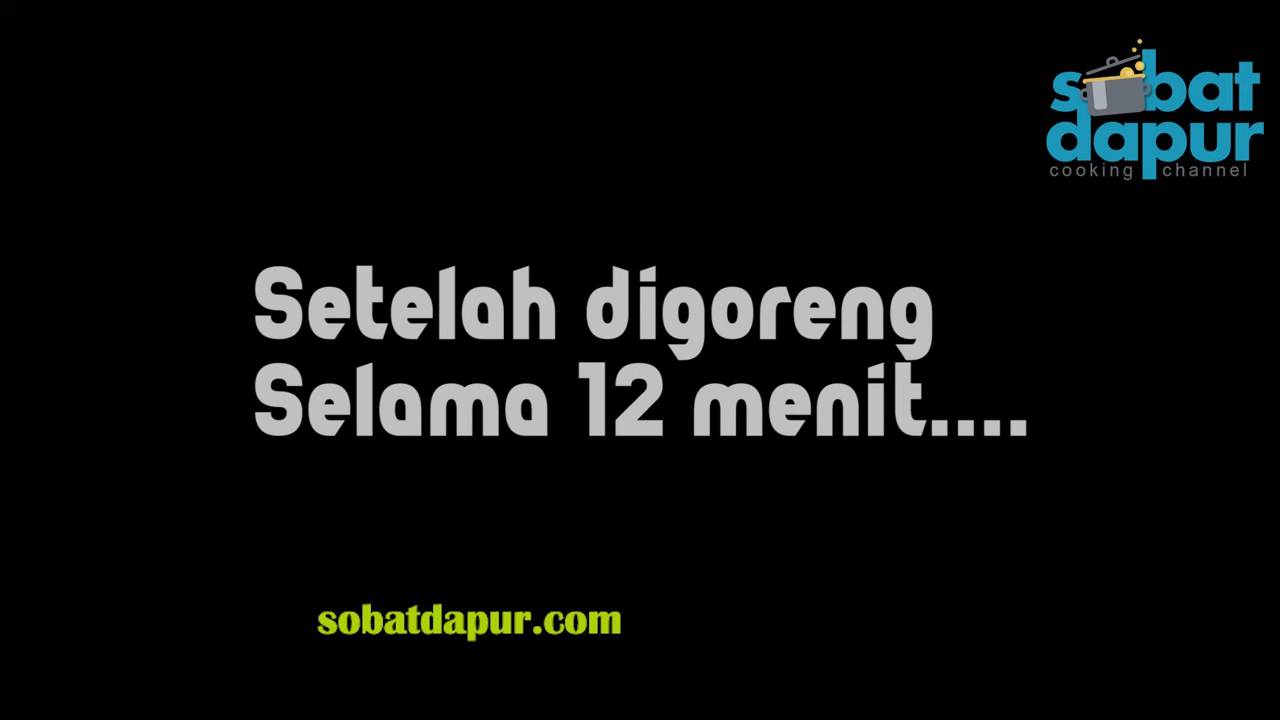 sobat
dapur
cooking channel
Setelah digoreng
Selama 12 menit....
sobatdapur.com